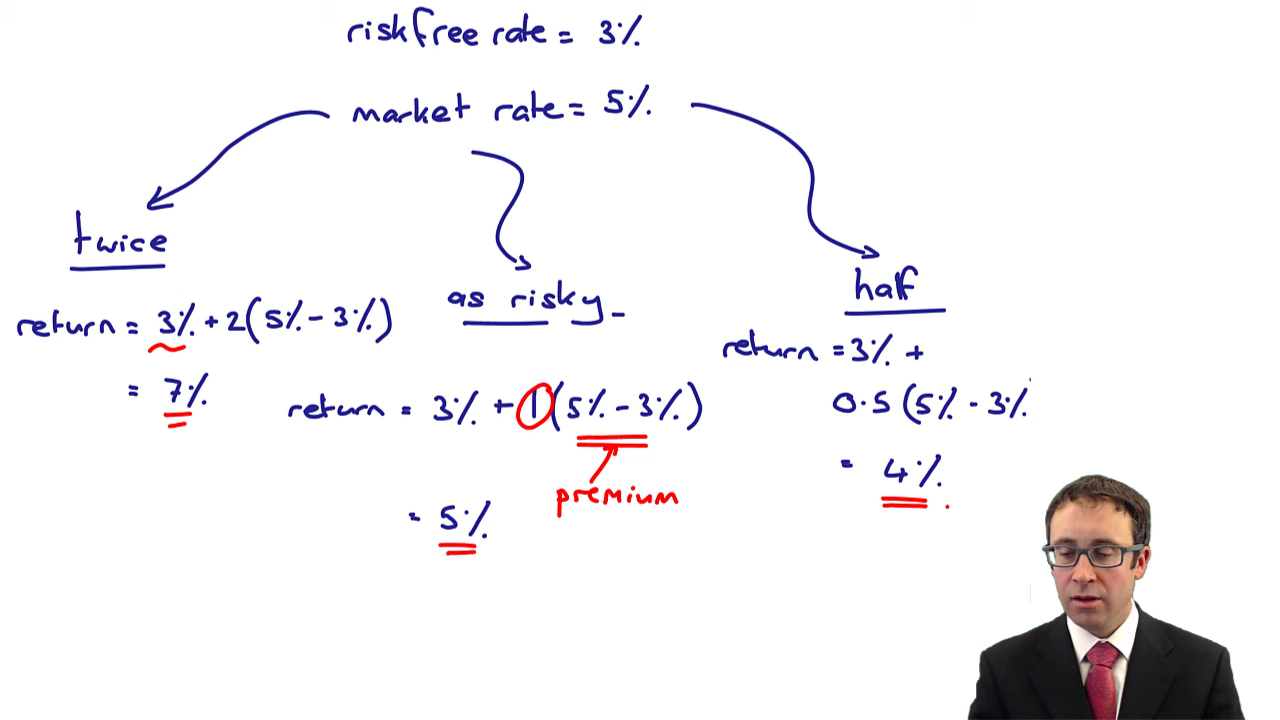 riskfree rate = 3%
market rate = 5%
twice
return = 3% + 2(5% - 3%)
= 7%
as risky
return = 3% + 1(5% - 3%)
premium
= 5%
half
return = 3% +
0.5 (5% - 3%
= 4%